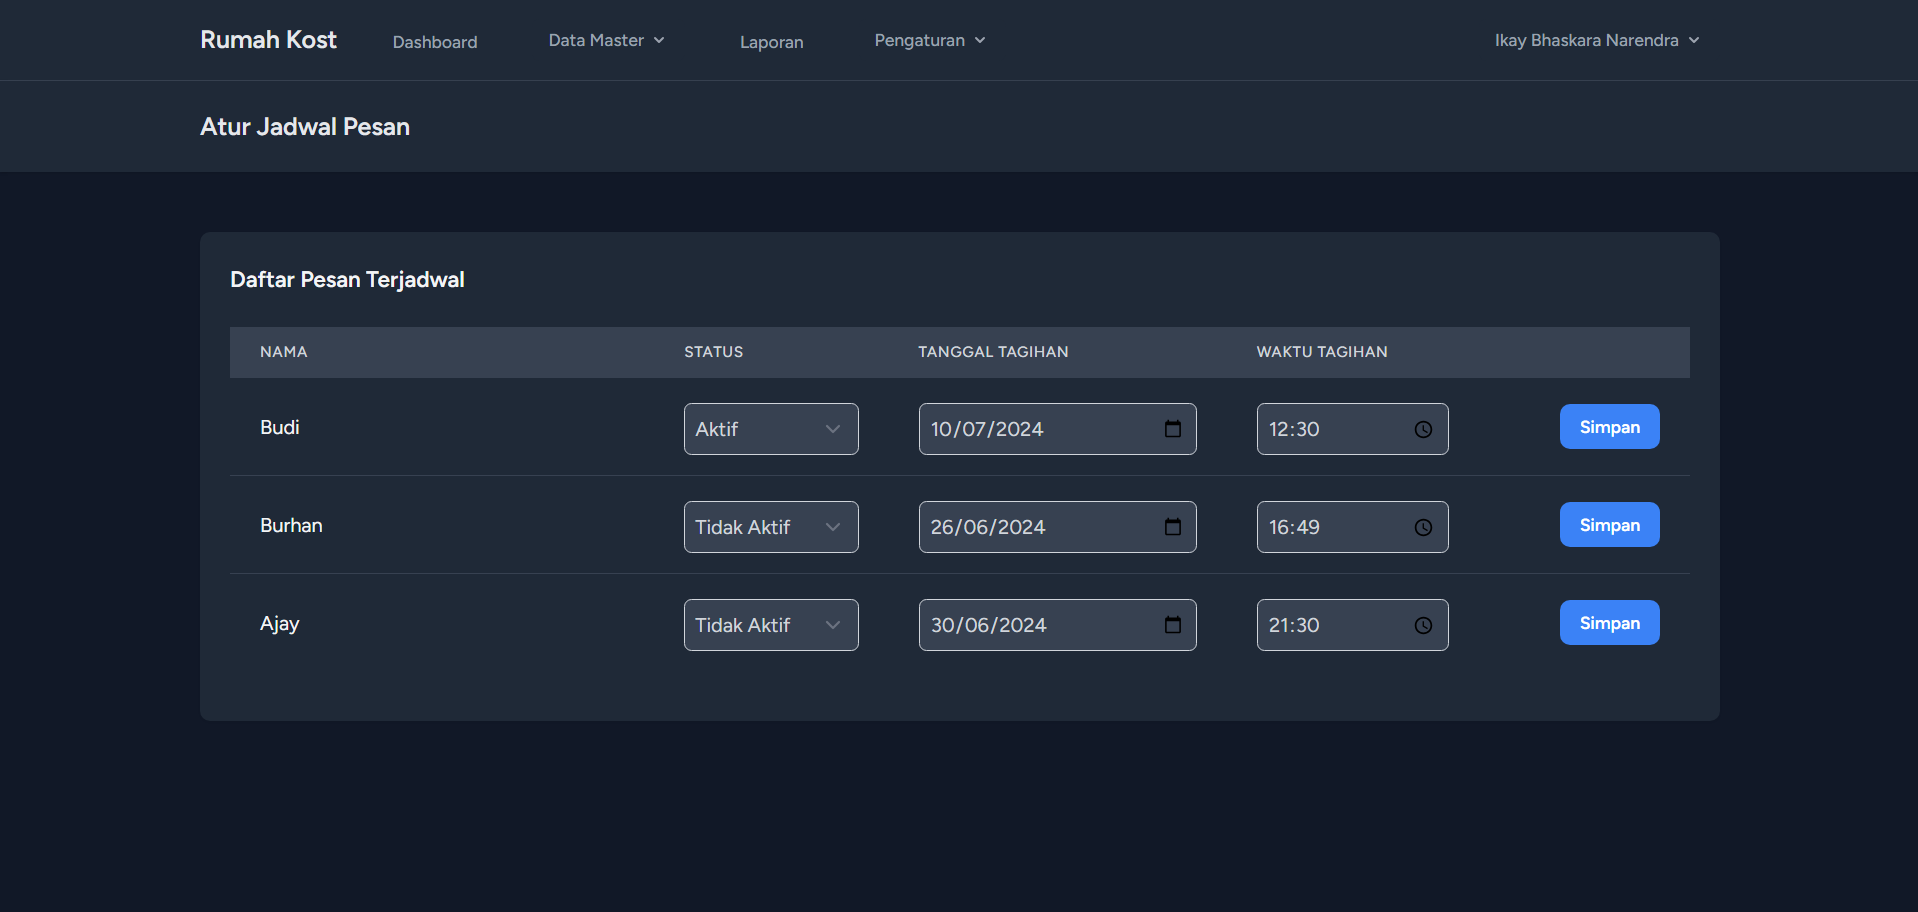 Rumah Kost Dashboard Data Master Laporan Pengaturan Ikay Bhaskara Narendra
Atur Jadwal Pesan
Daftar Pesan Terjadwal
NAMA STATUS TANGGAL TAGIHAN WAKTU TAGIHAN
Budi Aktif 10/07/2024 12:30 Simpan
Burhan Tidak Aktif 26/06/2024 16:49 Simpan
Ajay Tidak Aktif 30/06/2024 21:30 Simpan